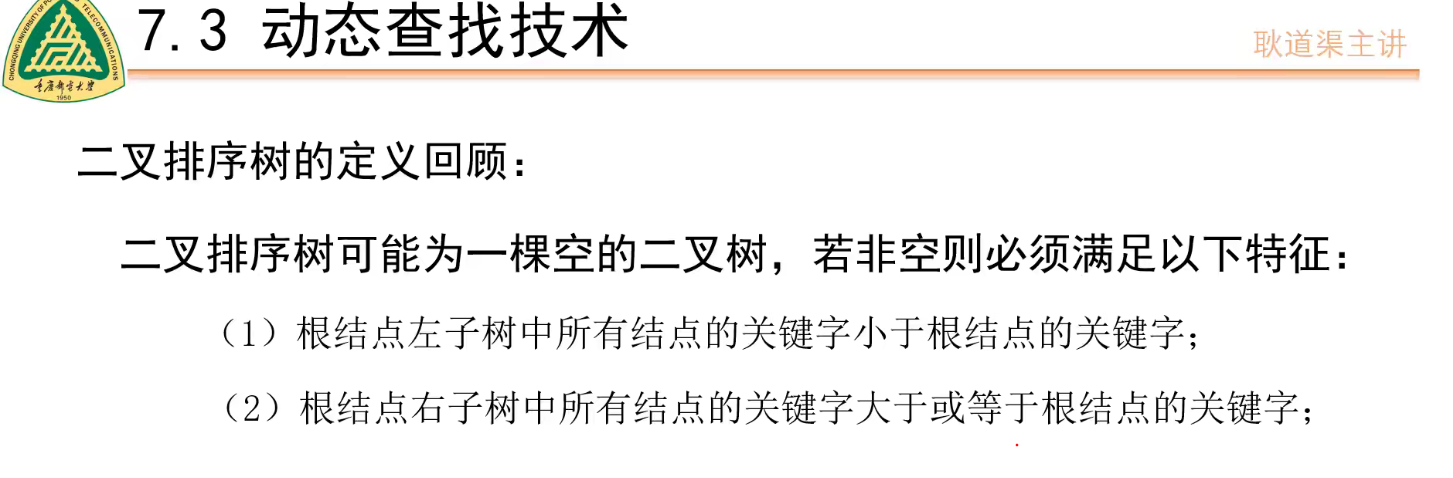 7.3 动态查找技术
耿道渠主讲
CHONGQING UNIVERSITY OF POSTS AND TELECOMMUNICATIONS
重庆邮电大学
1950
二叉排序树的定义回顾：
二叉排序树可能为一棵空的二叉树，若非空则必须满足以下特征：
（1）根结点左子树中所有结点的关键字小于根结点的关键字；
（2）根结点右子树中所有结点的关键字大于或等于根结点的关键字；